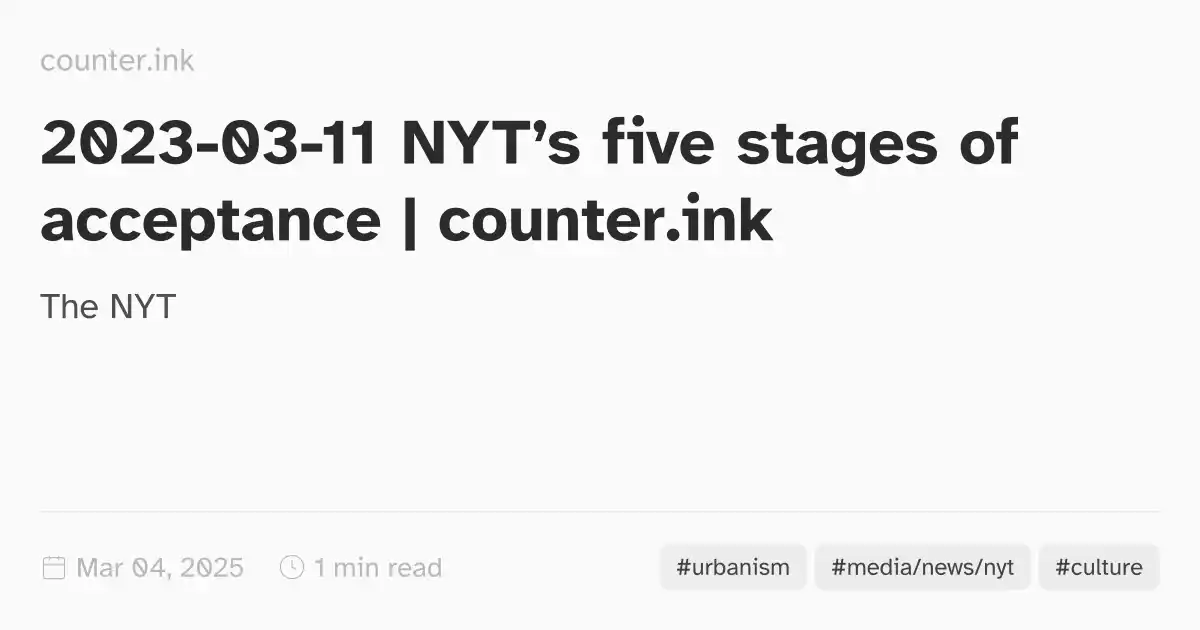 counter.ink
2023-03-11 NYT’s five stages of
acceptance | counter.ink
The NYT
Mar 04, 2025 1 min read #urbanism #media/news/nyt #culture